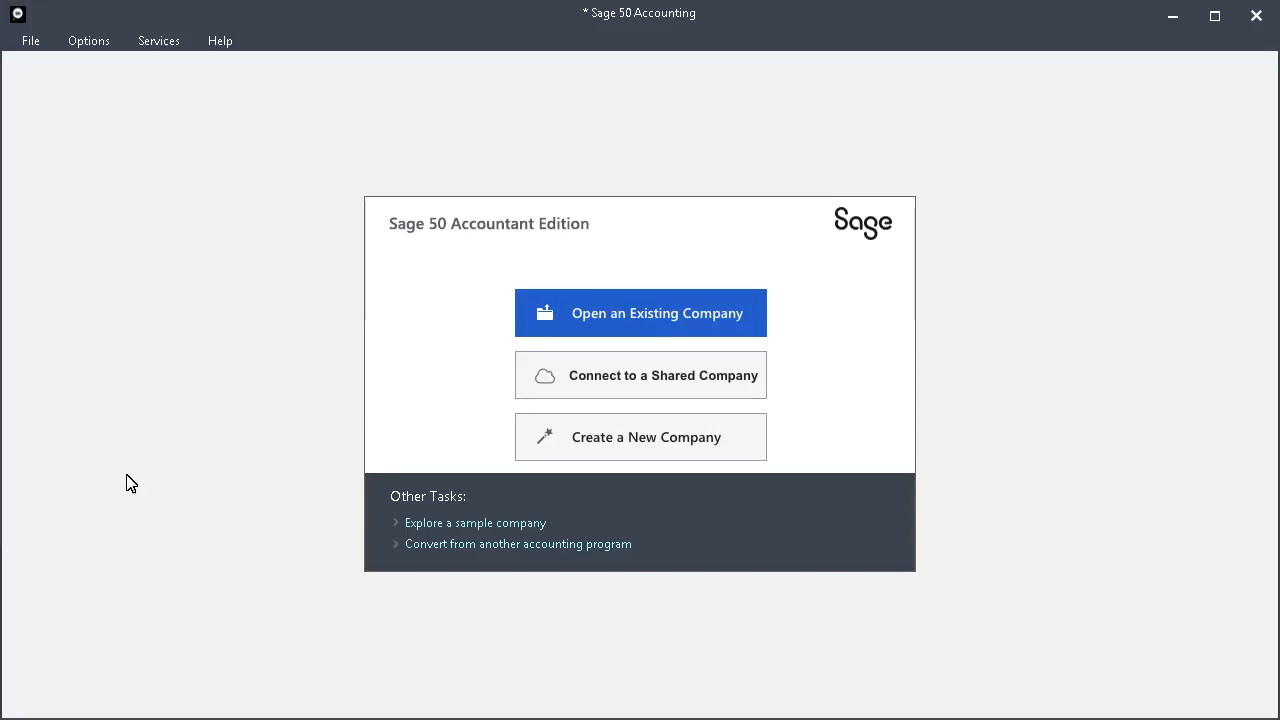 * Sage 50 Accounting
File Options Services Help
Sage 50 Accountant Edition
Sage
Open an Existing Company
Connect to a Shared Company
Create a New Company
Other Tasks:
Explore a sample company
Convert from another accounting program